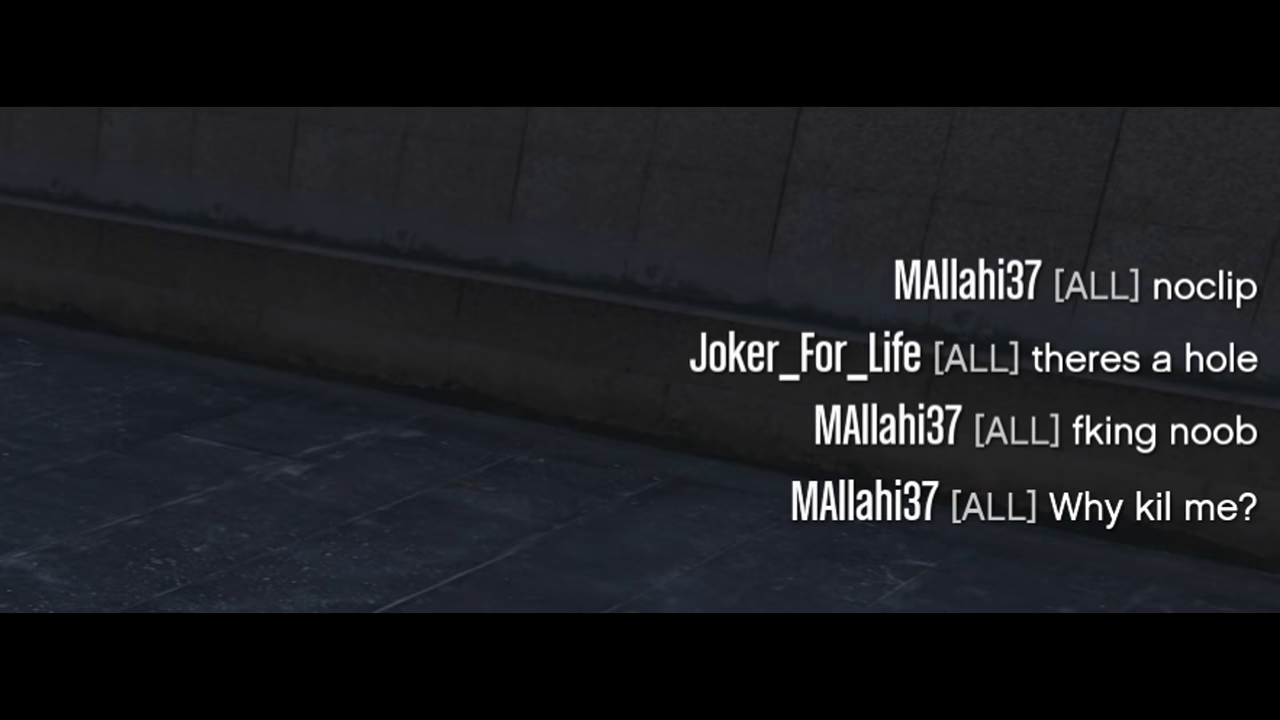 MAllahi37 [ALL] noclip
Joker_For_Life [ALL] theres a hole
MAllahi37 [ALL] fking noob
MAllahi37 [ALL] Why kil me?